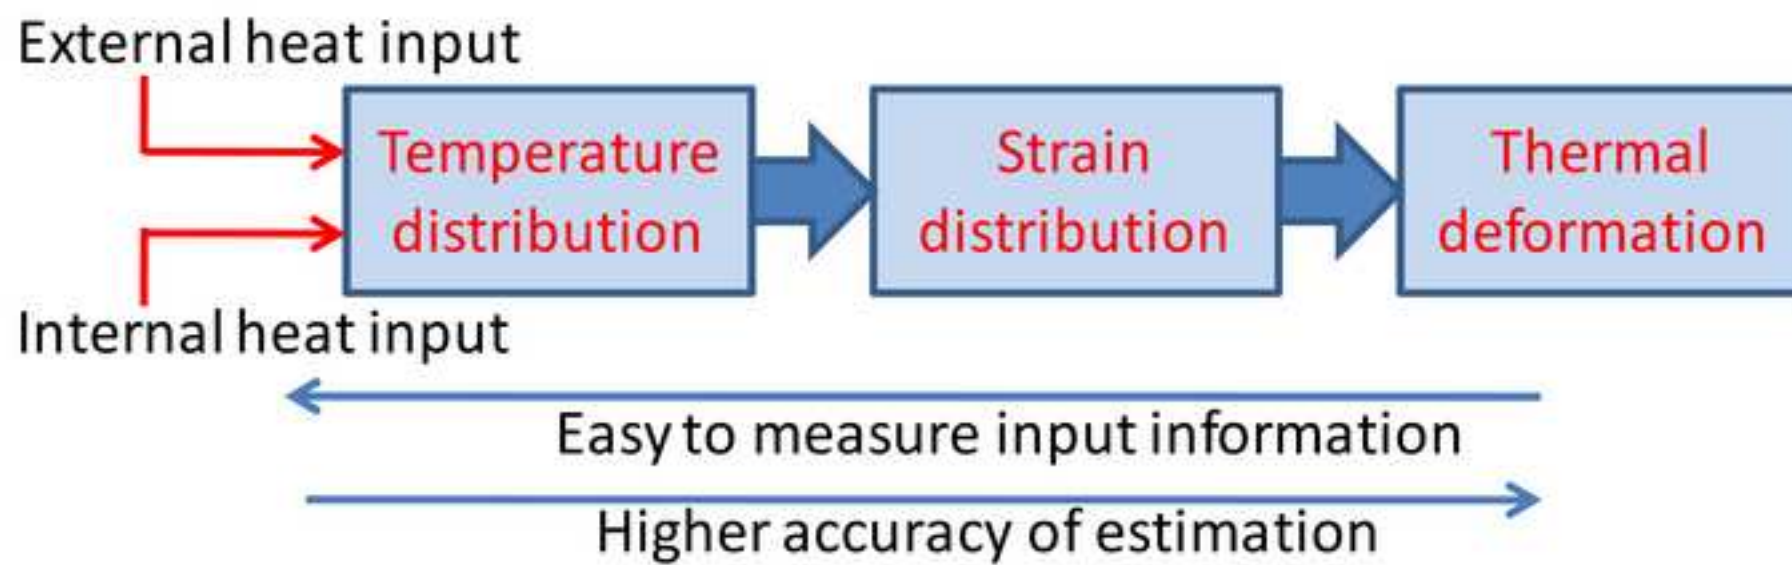 External heat input
Temperature
distribution
Strain
distribution
Thermal
deformation
Internal heat input
Easy to measure input information
Higher accuracy of estimation